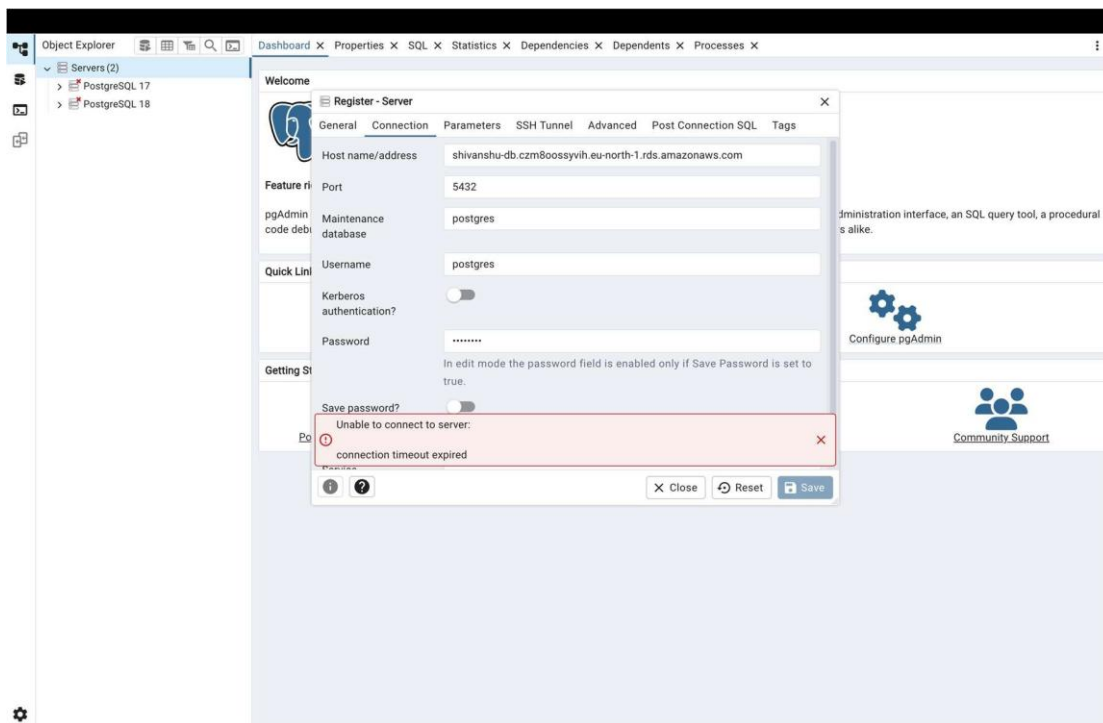 Object Explorer
Dashboard Properties SQL Statistics Dependencies Dependents Processes
Servers (2)
PostgreSQL 17
PostgreSQL 18
Welcome
Register - Server
General Connection Parameters SSH Tunnel Advanced Post Connection SQL Tags
Host name/address
shivanshu-db.czm8oossyvih.eu-north-1.rds.amazonaws.com
Feature ri
Port
5432
pgAdmin
dministration interface, an SQL query tool, a procedural
code debu
s alike.
Maintenance
database
postgres
Username
postgres
Quick Lin
Kerberos
authentication?
Configure pgAdmin
Password
••••••••
In edit mode the password field is enabled only if Save Password is set to
true.
Getting St
Save password?
Po
Community Support
Unable to connect to server:
connection timeout expired
Service
Close Reset Save